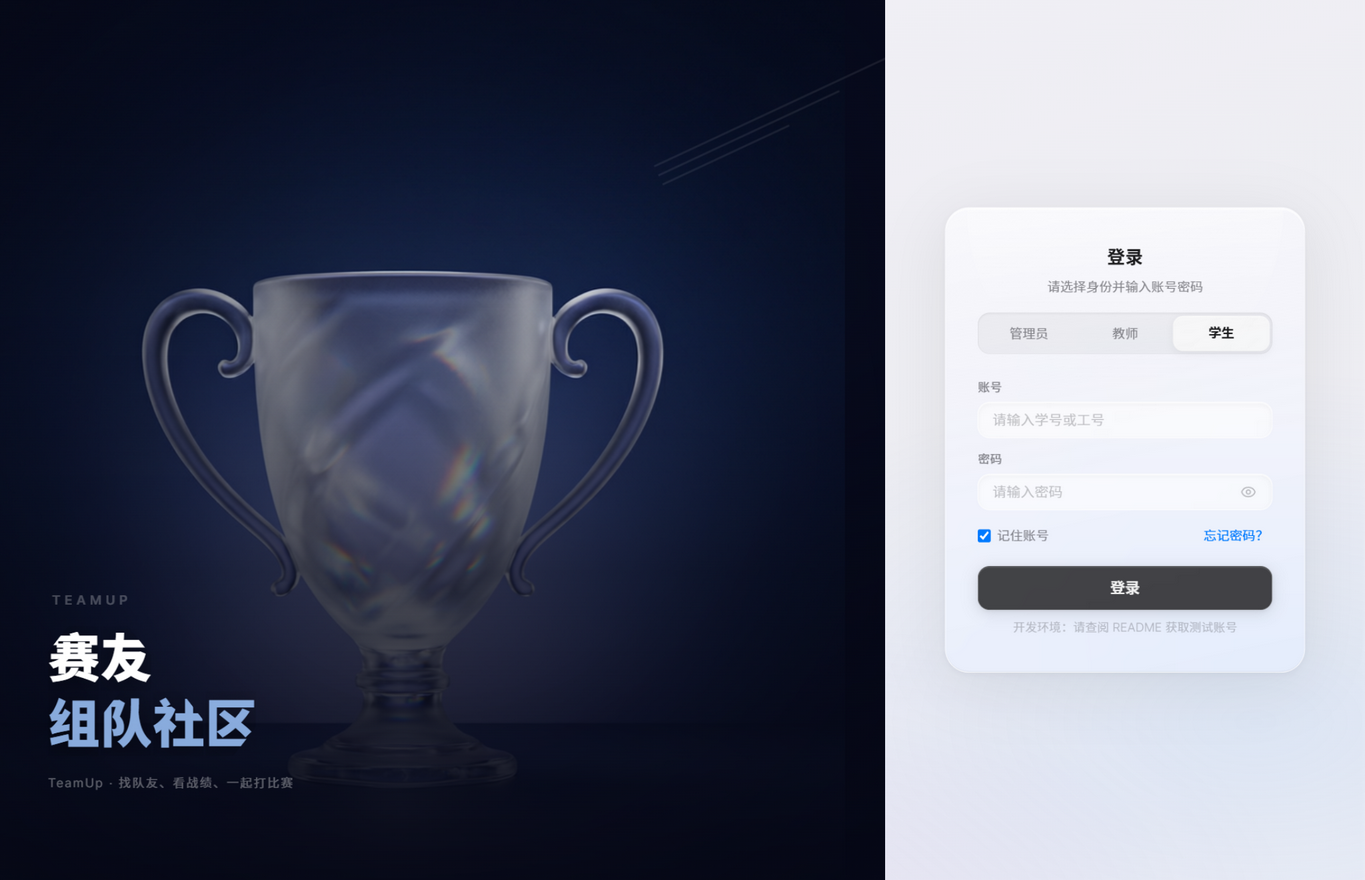 TEAMUP
赛友
组队社区
TeamUp · 找队友、看战绩、一起打比赛
登录
请选择身份并输入账号密码
管理员 教师 学生
账号
请输入学号或工号
密码
请输入密码
记住账号 忘记密码?
登录
开发环境：请查阅 README 获取测试账号